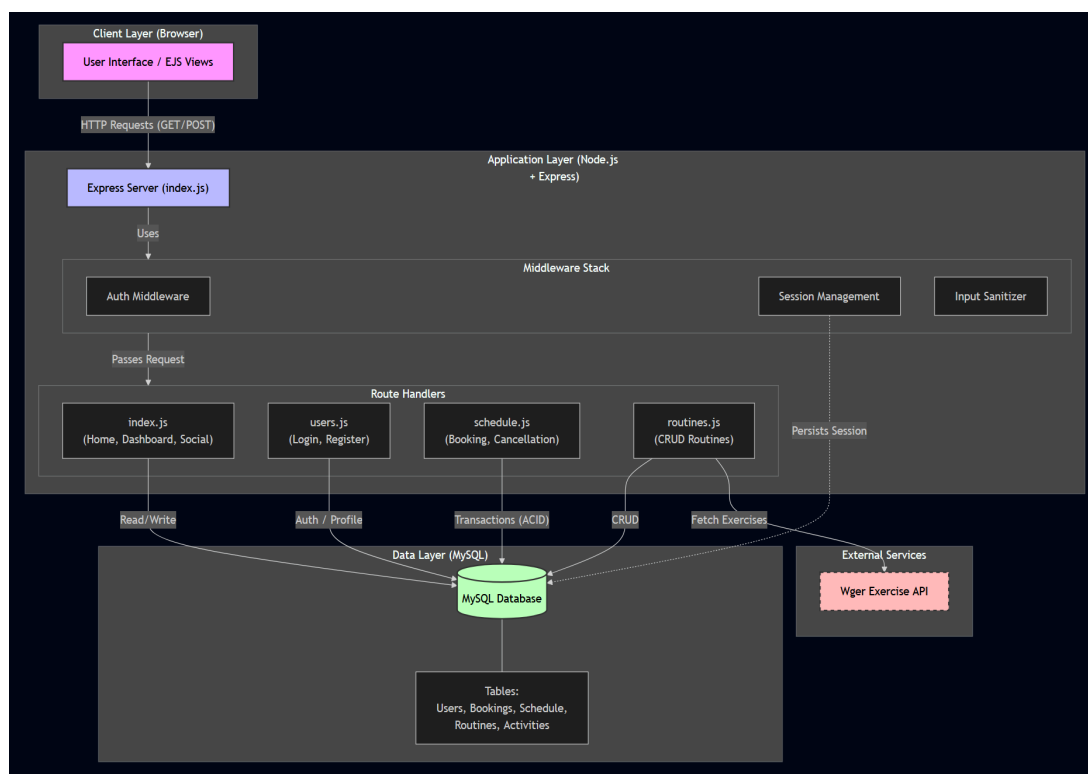 Client Layer (Browser)
User Interface / EJS Views
HTTP Requests (GET/POST)
Application Layer (Node.js
+ Express)
Express Server (index.js)
Uses
Middleware Stack
Auth Middleware
Session Management
Input Sanitizer
Passes Request
Route Handlers
index.js
(Home, Dashboard, Social)
users.js
(Login, Register)
schedule.js
(Booking, Cancellation)
routines.js
(CRUD Routines)
Persists Session
Read/Write
Auth / Profile
Transactions (ACID)
CRUD
Fetch Exercises
Data Layer (MySQL)
External Services
MySQL Database
Wger Exercise API
Tables:
Users, Bookings, Schedule,
Routines, Activities